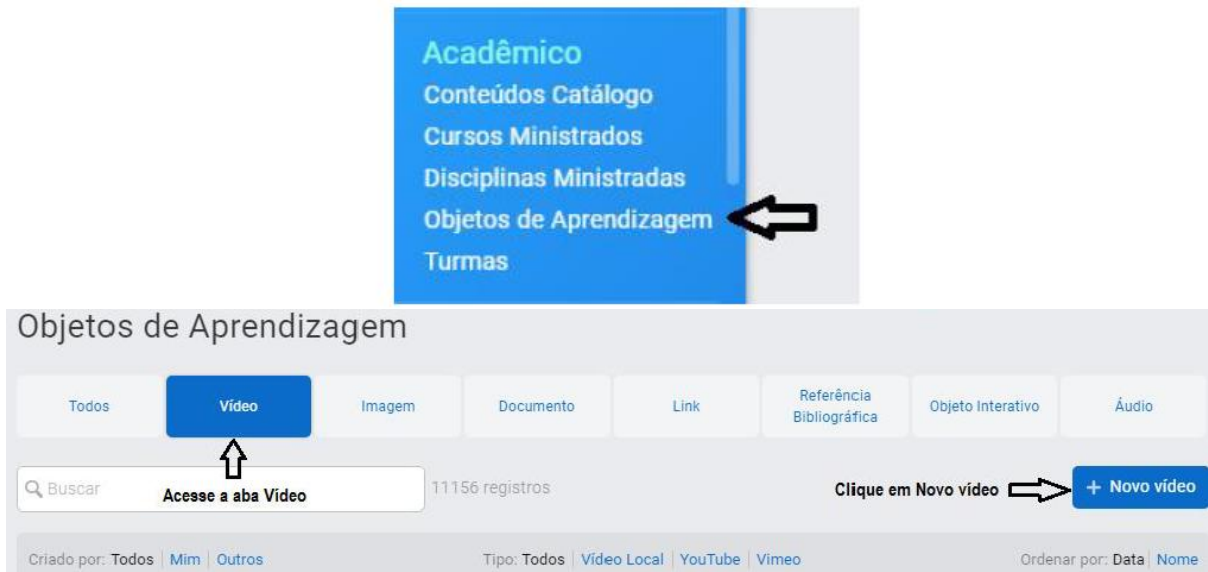 Acadêmico
Conteúdos Catálogo
Cursos Ministrados
Disciplinas Ministradas
Objetos de Aprendizagem
Turmas
Objetos de Aprendizagem
Todos
Vídeo
Imagem
Documento
Link
Referência
Bibliográfica
Objeto Interativo
Áudio
Buscar
Acesse a aba Vídeo
11156 registros
Clique em Novo vídeo
+ Novo vídeo
Criado por: Todos | Mim | Outros
Tipo: Todos | Vídeo Local | YouTube | Vimeo
Ordenar por: Data | Nome